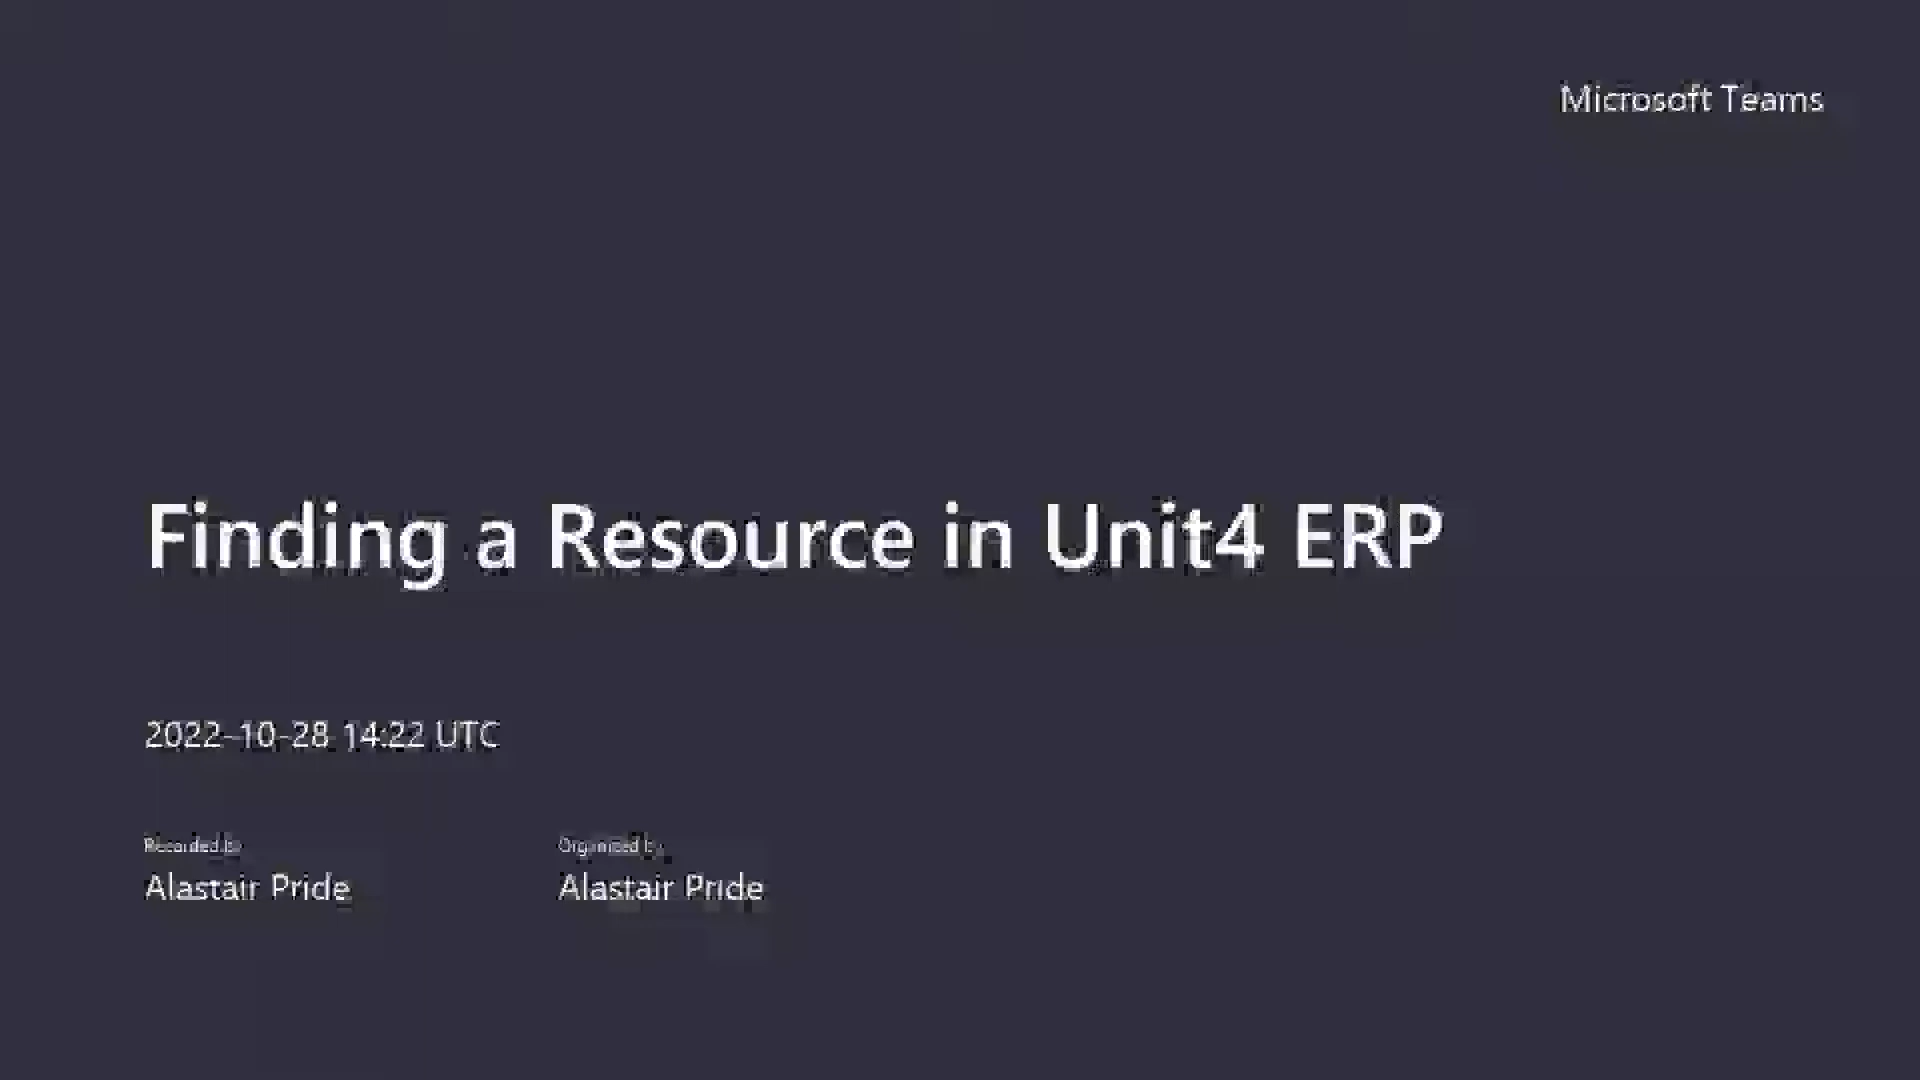 Microsoft Teams
Finding a Resource in Unit4 ERP
2022-10-28 14:22 UTC
Recorded by
Organized by
Alastair Pride
Alastair Pride